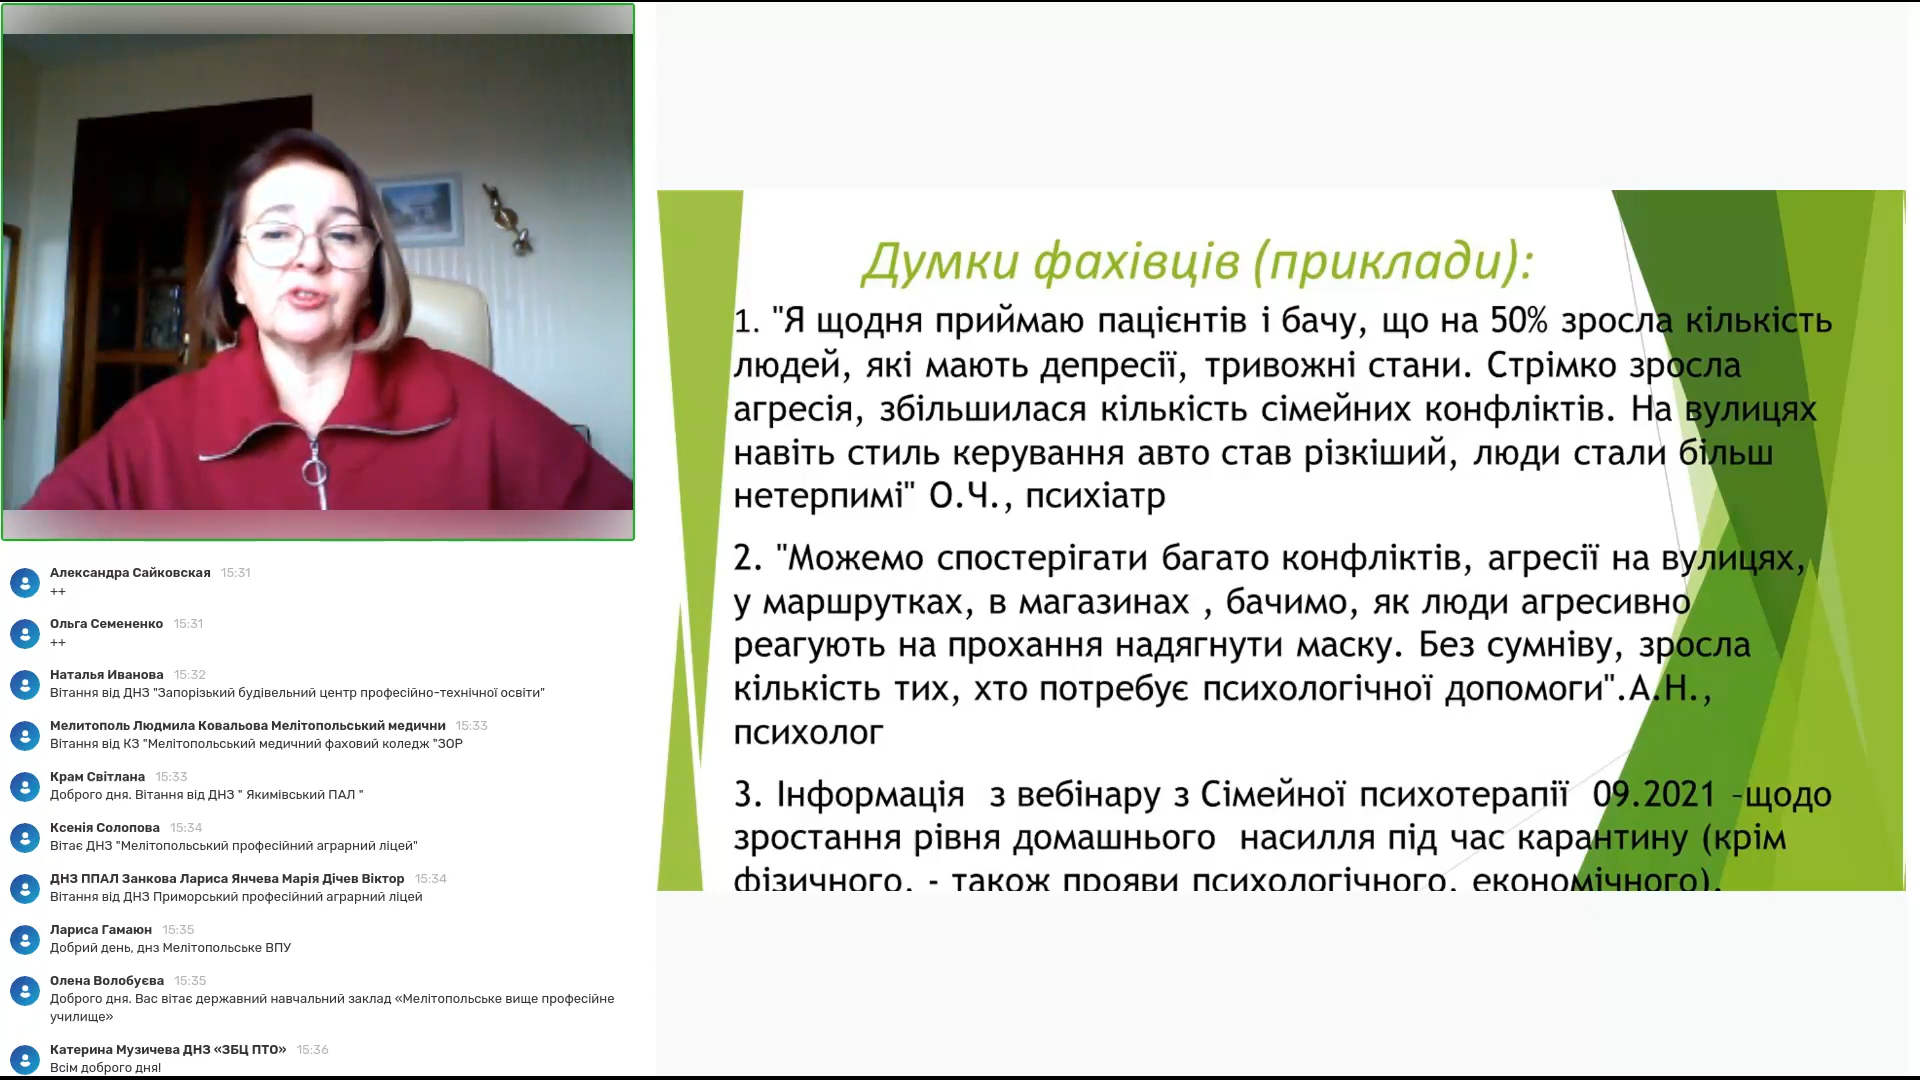 Александра Сайковская 15:31
++
Ольга Семененко 15:31
++
Наталья Иванова 15:32
Вітання від ДНЗ "Запорізький будівельний центр професійно-технічної освіти"
Мелитополь Людмила Ковальова Мелітопольський медични 15:33
Вітання від КЗ "Мелітопольський медичний фаховий коледж "ЗОР
Крам Світлана 15:33
Доброго дня. Вітання від ДНЗ " Якимівський ПАЛ "
Ксенія Солопова 15:34
Вітає ДНЗ "Мелітопольський професійний аграрний ліцей"
ДНЗ ППАЛ Занкова Лариса Янчева Марія Дічев Віктор 15:34
Вітання від ДНЗ Приморський професійний аграрний ліцей
Лариса Гамаюн 15:35
Добрий день, днз Мелітопольське ВПУ
Олена Волобуєва 15:35
Доброго дня. Вас вітає державний навчальний заклад «Мелітопольське вище професійне
училище»
Катерина Музичева ДНЗ «ЗБЦ ПТО» 15:36
Всім доброго дня!
Думки фахівців (приклади):
1. "Я щодня приймаю пацієнтів і бачу, що на 50% зросла кількість
людей, які мають депресії, тривожні стани. Стрімко зросла
агресія, збільшилася кількість сімейних конфліктів. На вулицях
навіть стиль керування авто став різкіший, люди стали більш
нетерпимі" О.Ч., психіатр
2. "Можемо спостерігати багато конфліктів, агресії на вулицях,
у маршрутках, в магазинах , бачимо, як люди агресивно
реагують на прохання надягнути маску. Без сумніву, зросла
кількість тих, хто потребує психологічної допомоги".А.Н.,
психолог
3. Інформація з вебінару з Сімейної психотерапії 09.2021 –щодо
зростання рівня домашнього насилля під час карантину (крім
фізичного, - також прояви психологічного, економічного).